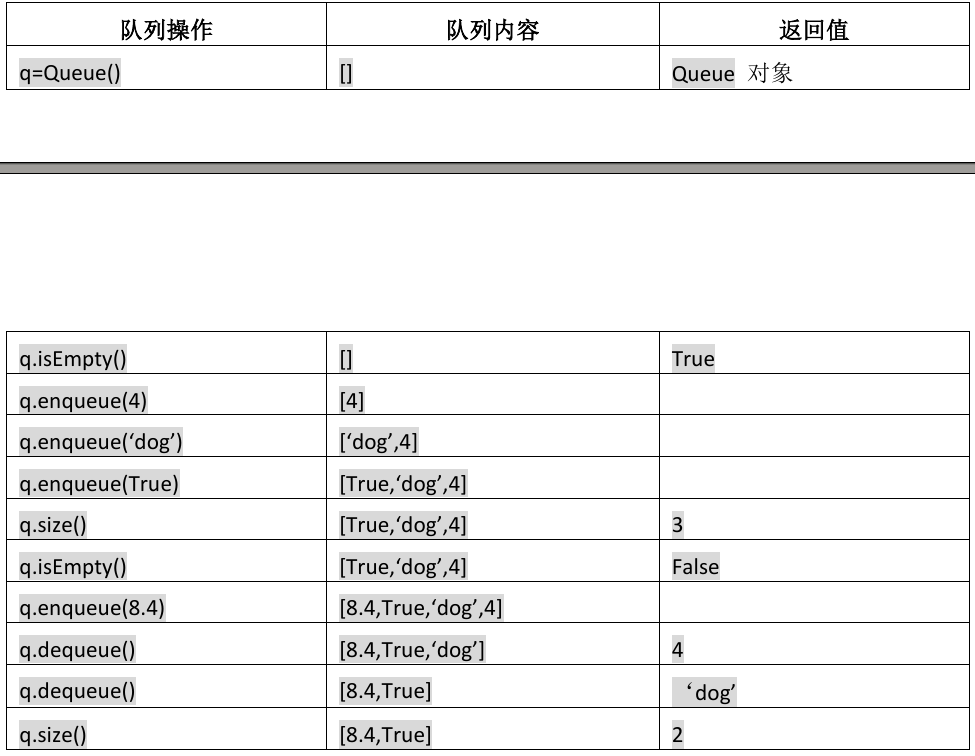 队列操作 队列内容 返回值
q=Queue() [] Queue 对象
q.isEmpty() [] True
q.enqueue(4) [4]
q.enqueue(‘dog’) [‘dog’,4]
q.enqueue(True) [True,‘dog’,4]
q.size() [True,‘dog’,4] 3
q.isEmpty() [True,‘dog’,4] False
q.enqueue(8.4) [8.4,True,‘dog’,4]
q.dequeue() [8.4,True,‘dog’] 4
q.dequeue() [8.4,True] ‘dog’
q.size() [8.4,True] 2